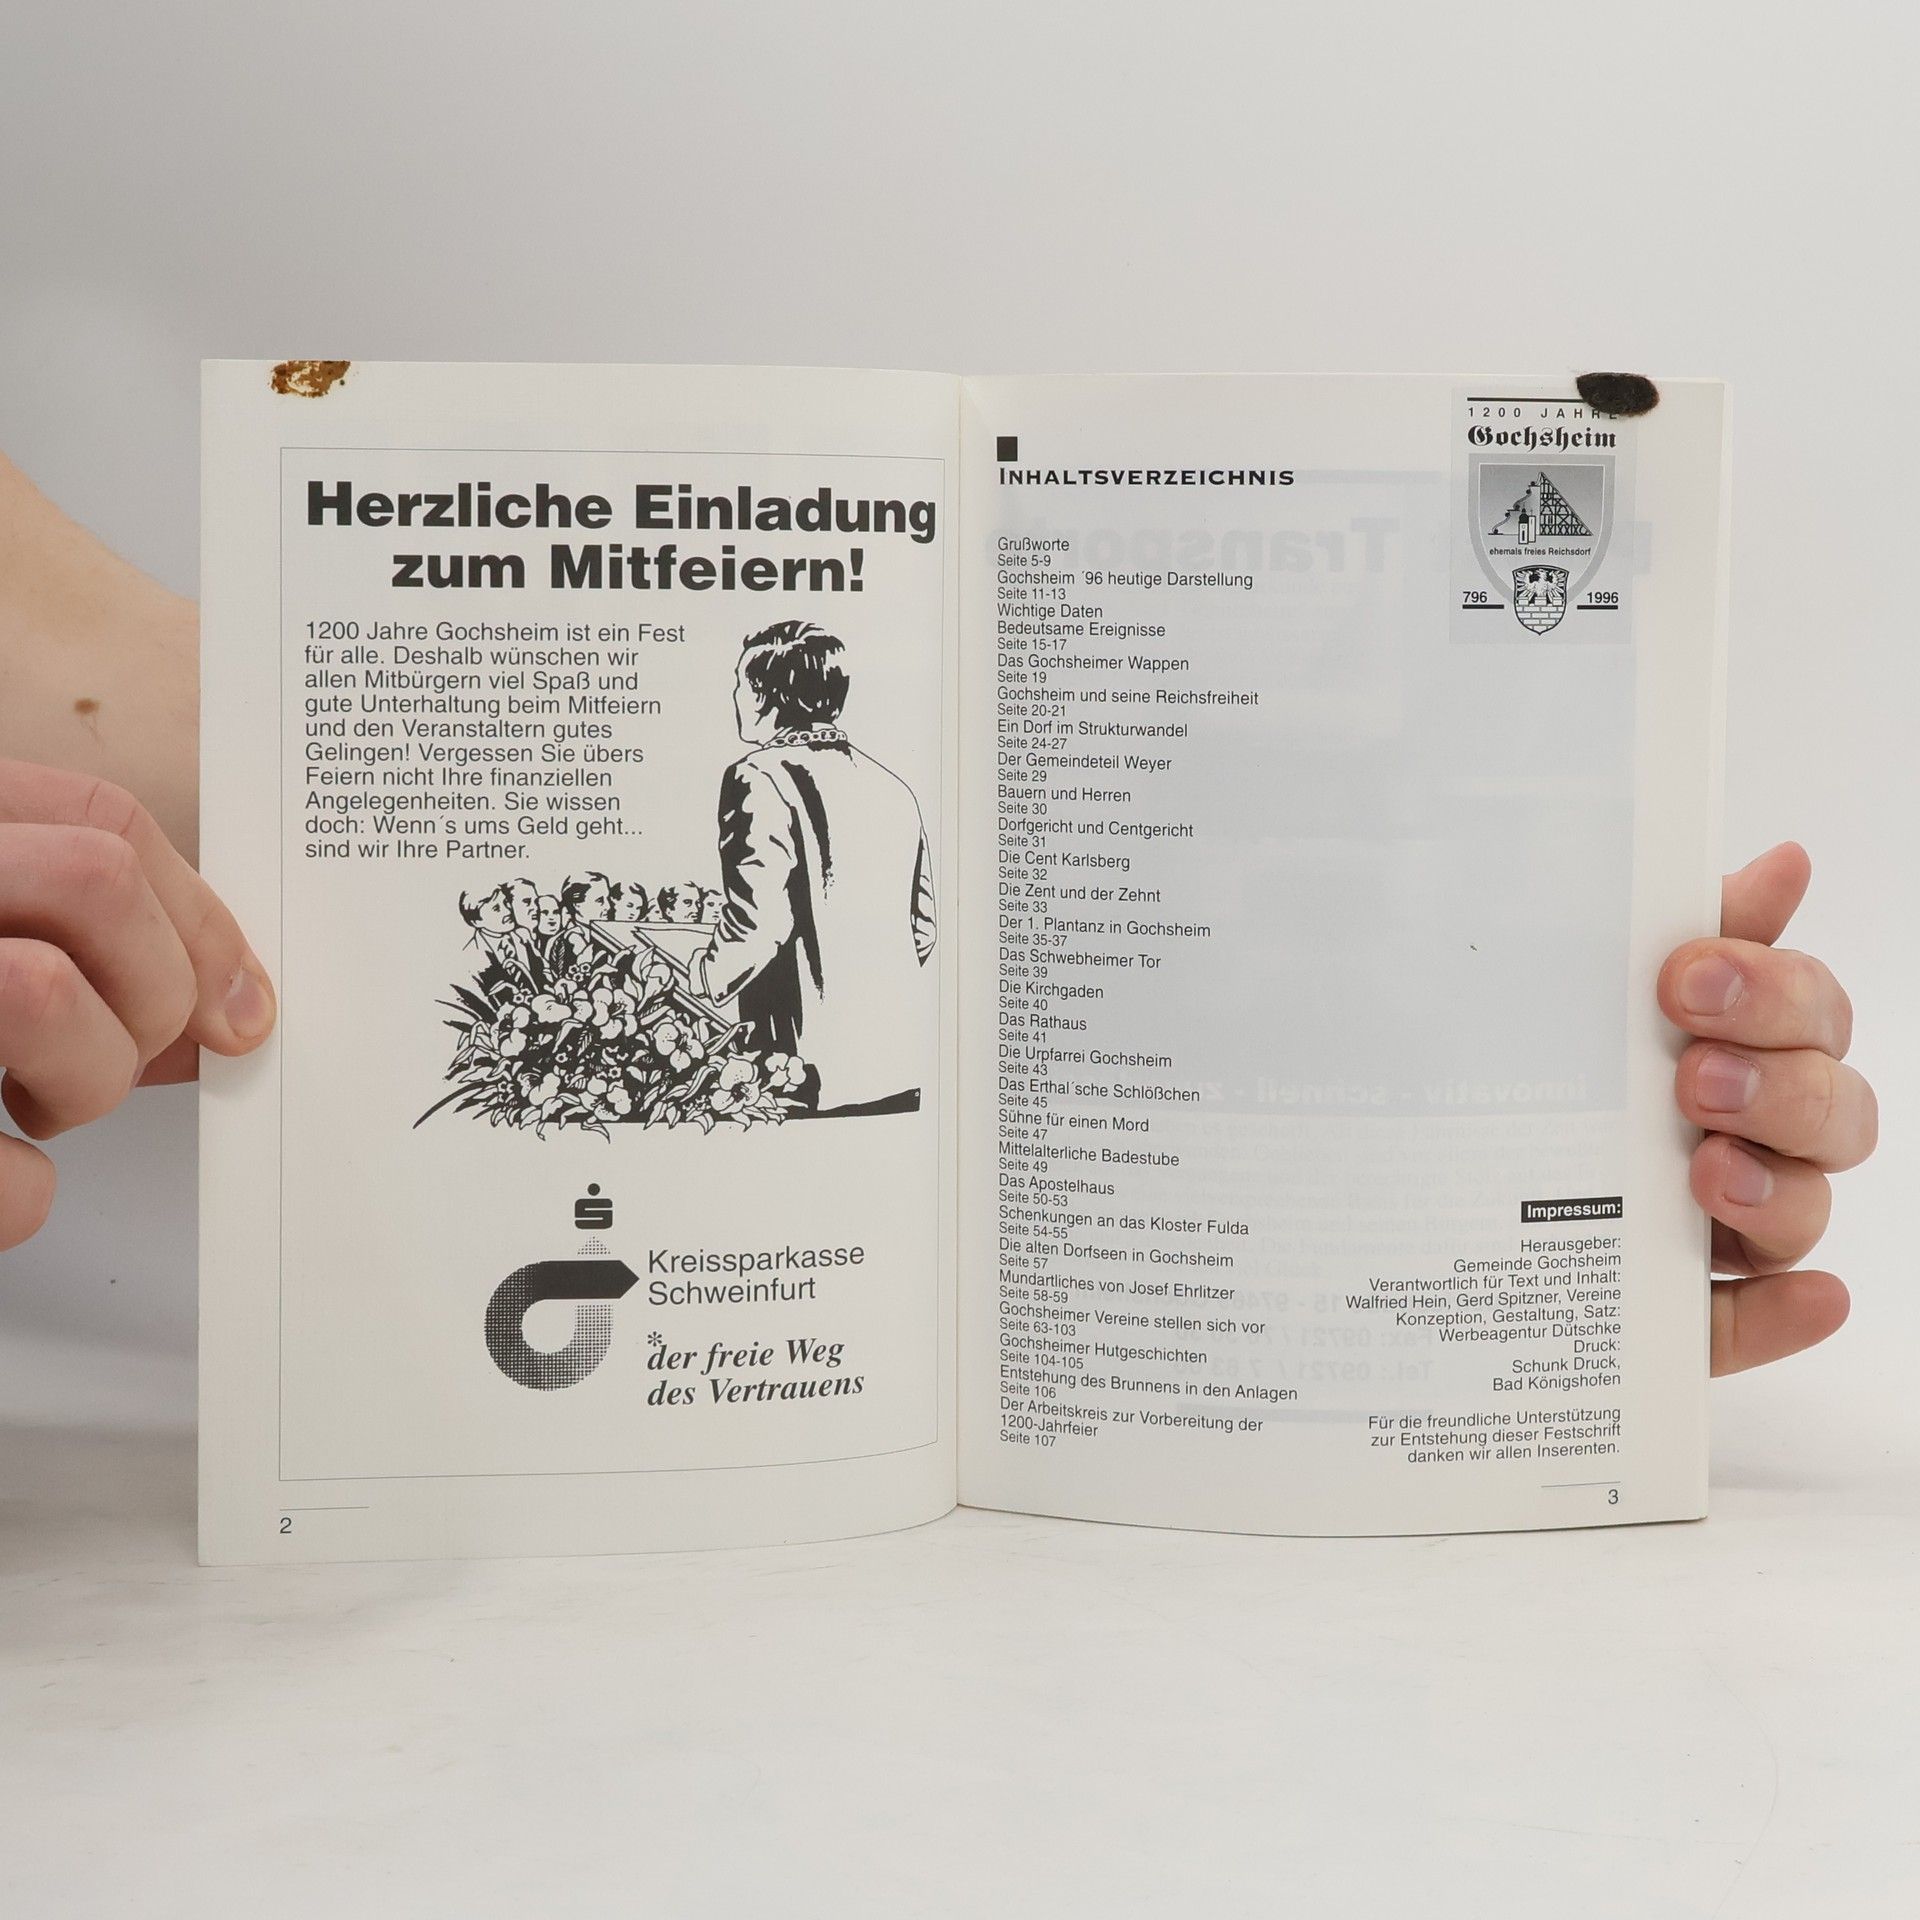 Herzliche Einladung
zum Mitfeiern!
1200 Jahre Gochsheim ist ein Fest
für alle. Deshalb wünschen wir
allen Mitbürgern viel Spaß und
gute Unterhaltung beim Mitfeiern
und den Veranstaltern gutes
Gelingen! Vergessen Sie übers
Feiern nicht Ihre finanziellen
Angelegenheiten. Sie wissen
doch: Wenn´s ums Geld geht...
sind wir Ihre Partner.
Kreissparkasse
Schweinfurt
*
der freie Weg
des Vertrauens
2
INHALTSVERZEICHNIS
Grußworte
Seite 5-9
Gochsheim ´96 heutige Darstellung
Seite 11-13
Wichtige Daten
Bedeutsame Ereignisse
Seite 15-17
Das Gochsheimer Wappen
Seite 19
Gochsheim und seine Reichsfreiheit
Seite 20-21
Ein Dorf im Strukturwandel
Seite 24-27
Der Gemeindeteil Weyer
Seite 29
Bauern und Herren
Seite 30
Dorfgericht und Centgericht
Seite 31
Die Cent Karlsberg
Seite 32
Die Zent und der Zehnt
Seite 33
Der 1. Plantanz in Gochsheim
Seite 35-37
Das Schwebheimer Tor
Seite 39
Die Kirchgaden
Seite 40
Das Rathaus
Seite 41
Die Urpfarrei Gochsheim
Seite 43
Das Erthal´sche Schlößchen
Seite 45
Sühne für einen Mord
Seite 47
Mittelalterliche Badestube
Seite 49
Das Apostelhaus
Seite 50-53
Schenkungen an das Kloster Fulda
Seite 54-55
Die alten Dorfseen in Gochsheim
Seite 57
Mundartliches von Josef Ehrlitzer
Seite 58-59
Gochsheimer Vereine stellen sich vor
Seite 63-103
Gochsheimer Hutgeschichten
Seite 104-105
Entstehung des Brunnens in den Anlagen
Seite 106
Der Arbeitskreis zur Vorbereitung der
1200-Jahrfeier
Seite 107
1200 JAHRE
Gochsheim
ehemals freies Reichsdorf
796 1996
Impressum:
Herausgeber:
Gemeinde Gochsheim
Verantwortlich für Text und Inhalt:
Walfried Hein, Gerd Spitzner, Vereine
Konzeption, Gestaltung, Satz:
Werbeagentur Dütschke
Druck:
Schunk Druck,
Bad Königshofen
Für die freundliche Unterstützung
zur Entstehung dieser Festschrift
danken wir allen Inserenten.
3